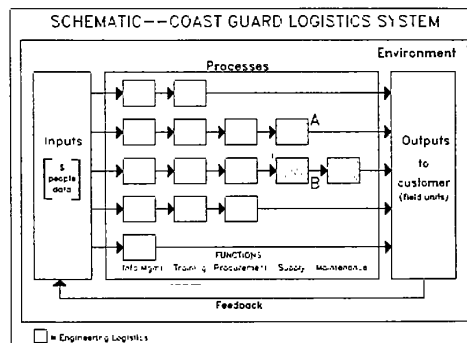 SCHEMATIC--COAST GUARD LOGISTICS SYSTEM
Environment
Processes
A
Inputs
$
people
data
Outputs
to
customer
(field units)
B
FUNCTIONS
Info Mgmt. Training Procurement Supply Maintenance
Feedback
= Engineering Logistics